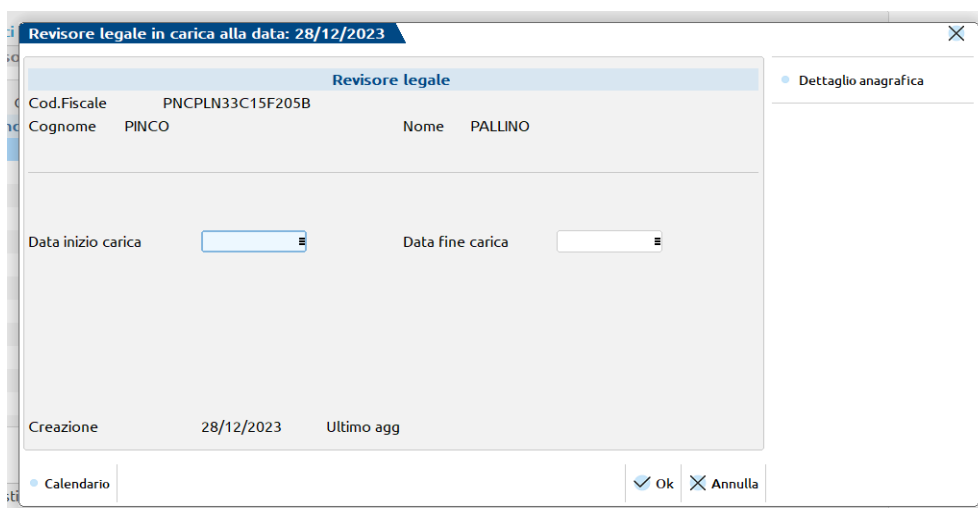 Revisore legale in carica alla data: 28/12/2023
Revisore legale
Dettaglio anagrafica
Cod.Fiscale PNCPLN33C15F205B
Cognome PINCO Nome PALLINO
Data inizio carica Data fine carica
Creazione 28/12/2023 Ultimo agg
Calendario Ok Annulla